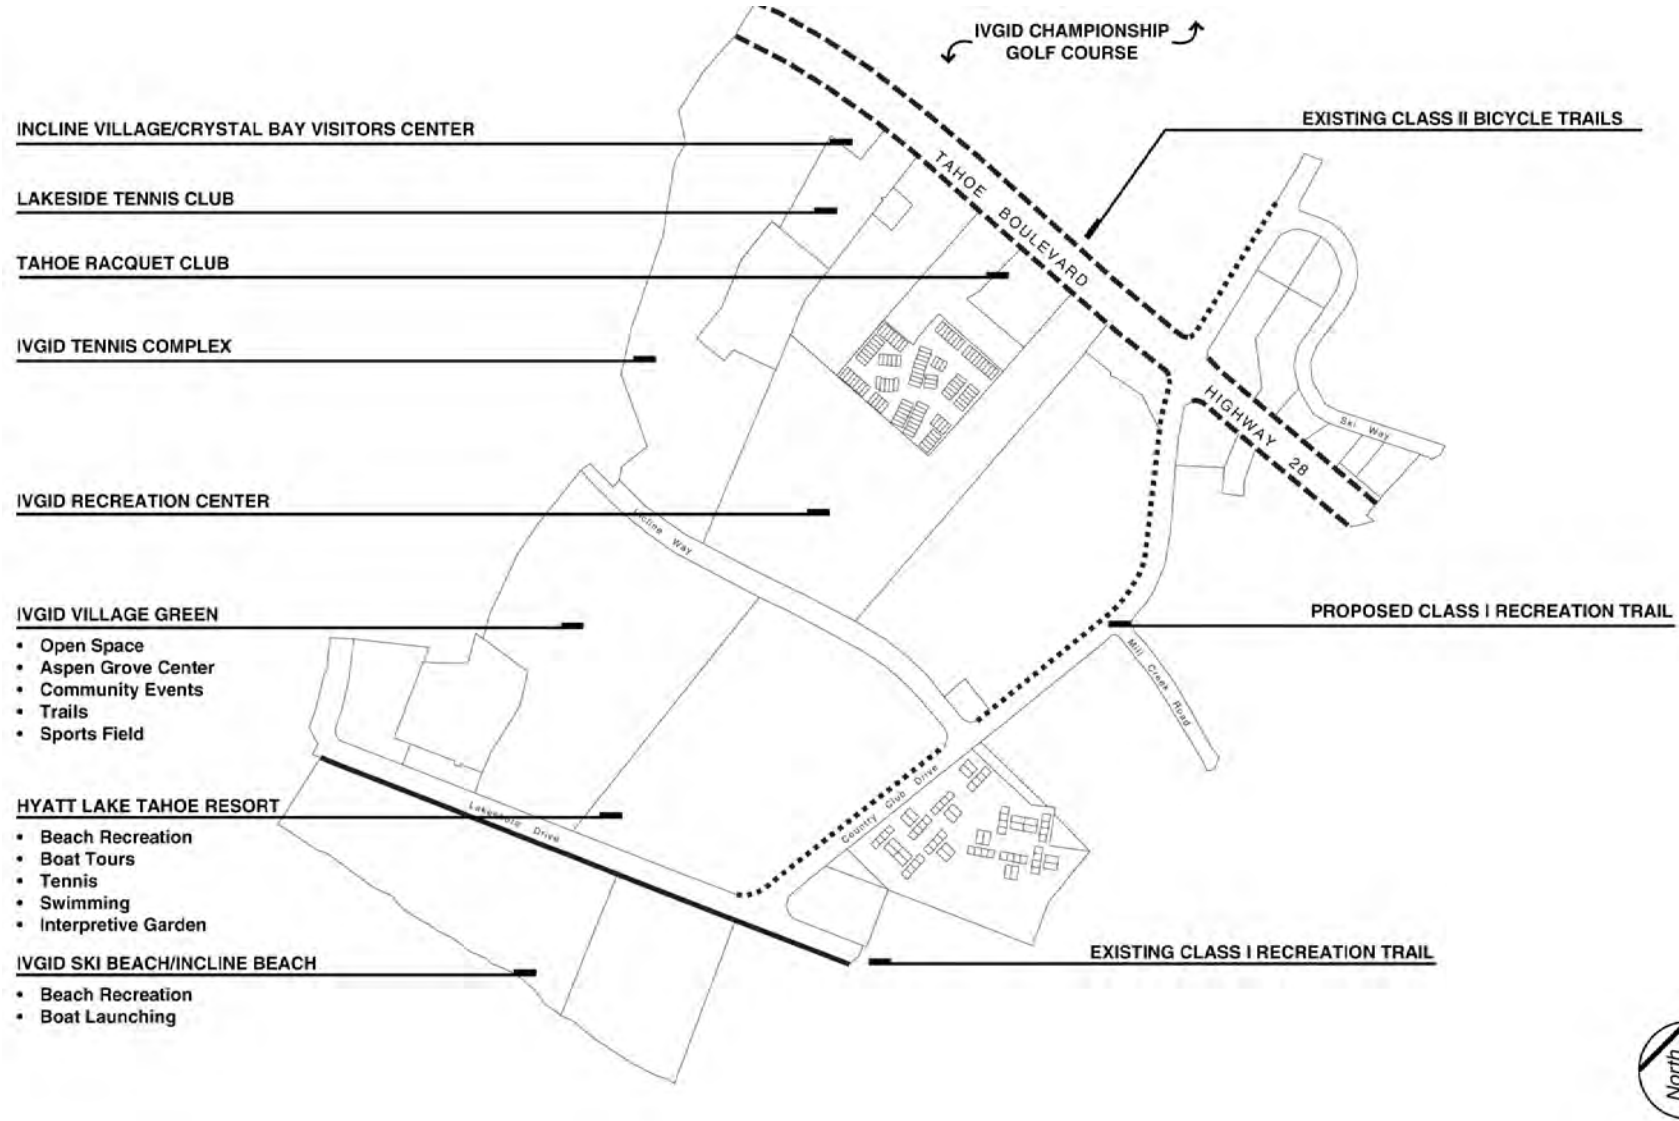 IVGID CHAMPIONSHIP
GOLF COURSE
INCLINE VILLAGE/CRYSTAL BAY VISITORS CENTER
EXISTING CLASS II BICYCLE TRAILS
LAKESIDE TENNIS CLUB
TAHOE RACQUET CLUB
IVGID TENNIS COMPLEX
TAHOE BOULEVARD
HIGHWAY 28
Ski Way
IVGID RECREATION CENTER
Incline Way
IVGID VILLAGE GREEN
• Open Space
• Aspen Grove Center
• Community Events
• Trails
• Sports Field
PROPOSED CLASS I RECREATION TRAIL
Mill Creek Road
HYATT LAKE TAHOE RESORT
• Beach Recreation
• Boat Tours
• Tennis
• Swimming
• Interpretive Garden
Lakeshore Drive
Country Club Drive
IVGID SKI BEACH/INCLINE BEACH
• Beach Recreation
• Boat Launching
EXISTING CLASS I RECREATION TRAIL
North